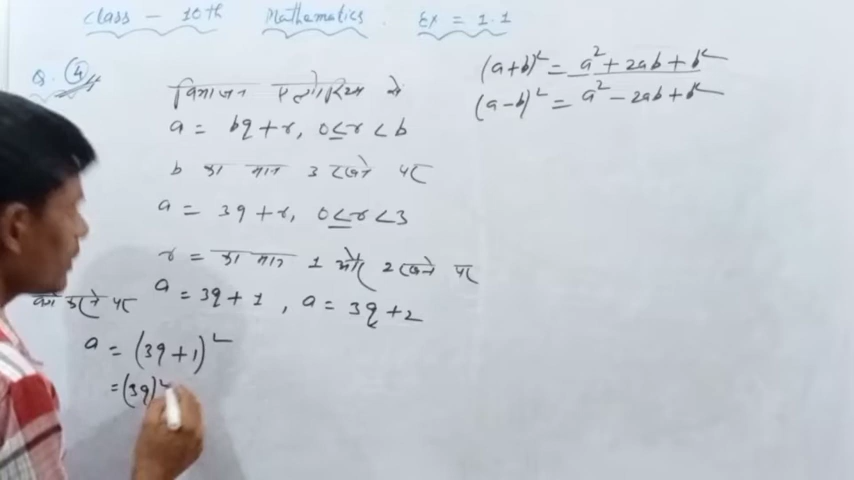 Class - 10th Mathematics. Ex = 1.1
Q. 4
विभाजन एल्गोरिथ्म से
a = bq + r, 0 ≤ r < b
b का मान 3 रखने पर
a = 3q + r, 0 ≤ r < 3
r = का मान 1 और 2 रखने पर
a = 3q + 1, a = 3q + 2
करने पर
a = (3q + 1)²
= (3q)²
(a+b)² = a² + 2ab + b²
(a-b)² = a² - 2ab + b²